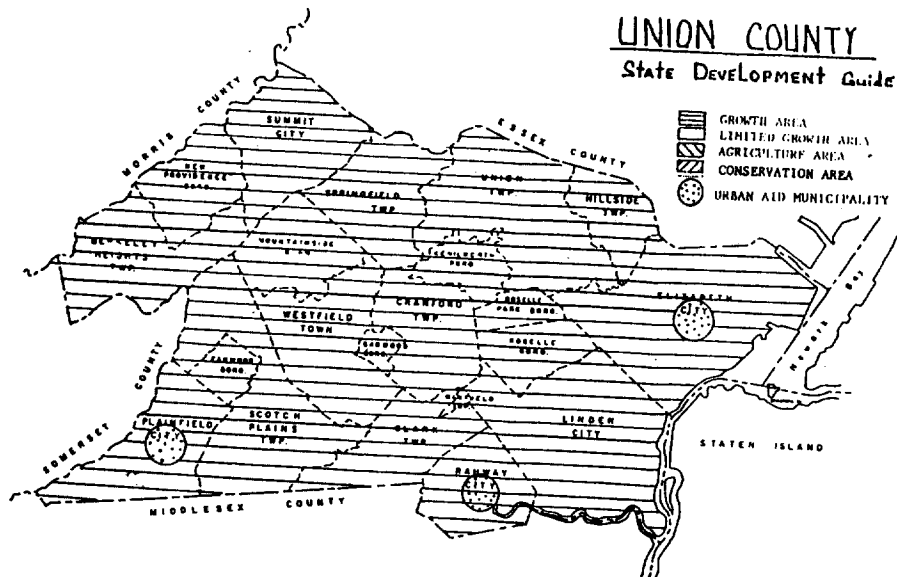 UNION COUNTY
State Development Guide
GROWTH AREA
LIMITED GROWTH AREA
AGRICULTURE AREA
CONSERVATION AREA
URBAN AID MUNICIPALITY
MORRIS COUNTY
ESSEX COUNTY
SUMMIT
CITY
NEW
PROVIDENCE
BORO.
UNION
TWP.
SPRINGFIELD
TWP.
HILLSIDE
TWP.
BERKELEY
HEIGHTS
TWP.
MOUNTAINSIDE
KENILWORTH
BORO.
NEWARK BAY
ELIZABETH
CITY
CRANFORD
TWP.
ROSELLE
PARK BORO.
WESTFIELD
TOWN
ROSELLE
BORO.
GARWOOD
BORO.
SOMERSET COUNTY
FANWOOD
BORO.
PLAINFIELD
CITY
SCOTCH
PLAINS
TWP.
CLARK
TWP.
LINDEN
CITY
STATEN ISLAND
RAHWAY
CITY
MIDDLESEX COUNTY